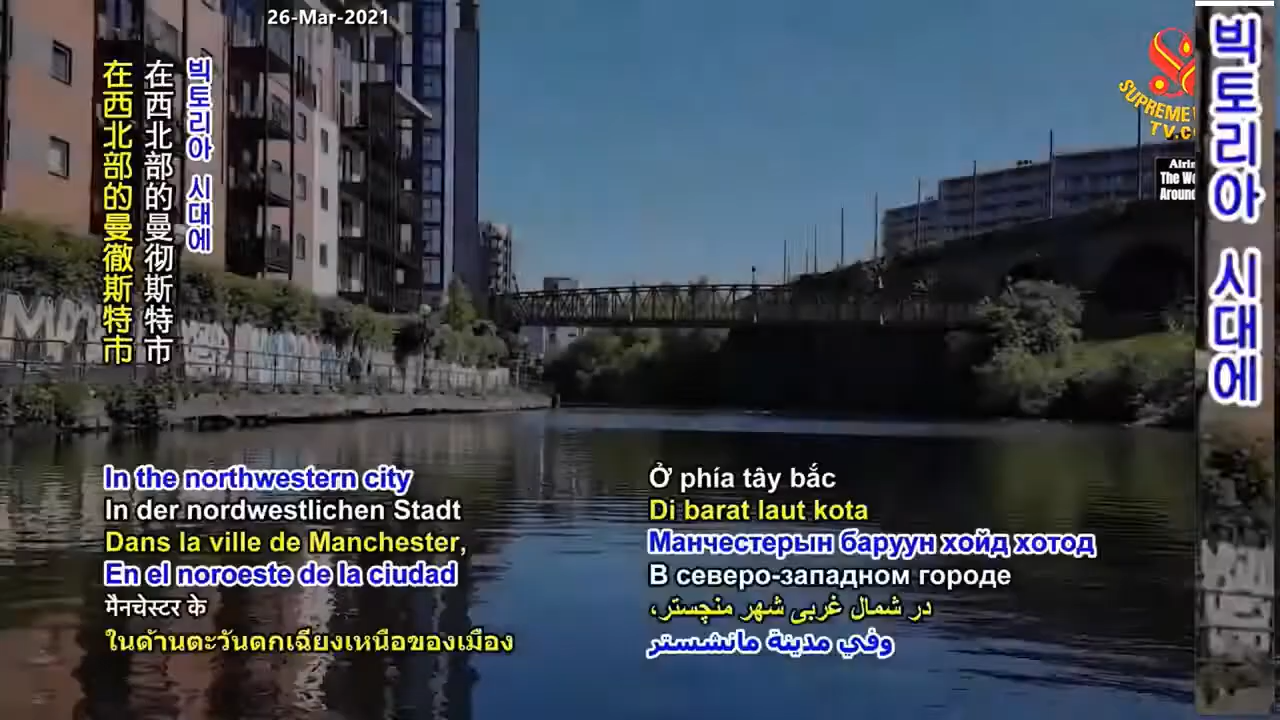 26-Mar-2021
在西北部的曼徹斯特市
在西北部的曼彻斯特市
빅토리아 시대에
SUPREME
TV.C
The
Around
빅토리아 시대에
In the northwestern city
In der nordwestlichen Stadt
Dans la ville de Manchester,
En el noroeste de la ciudad
मैनचेस्टर के
ในด้านตะวันตกเฉียงเหนือของเมือง
Ở phía tây bắc
Di barat laut kota
Манчестерын баруун хойд хотод
В северо-западном городе
در شمال غربی شهر منچستر،
وفي مدينة مانشستر